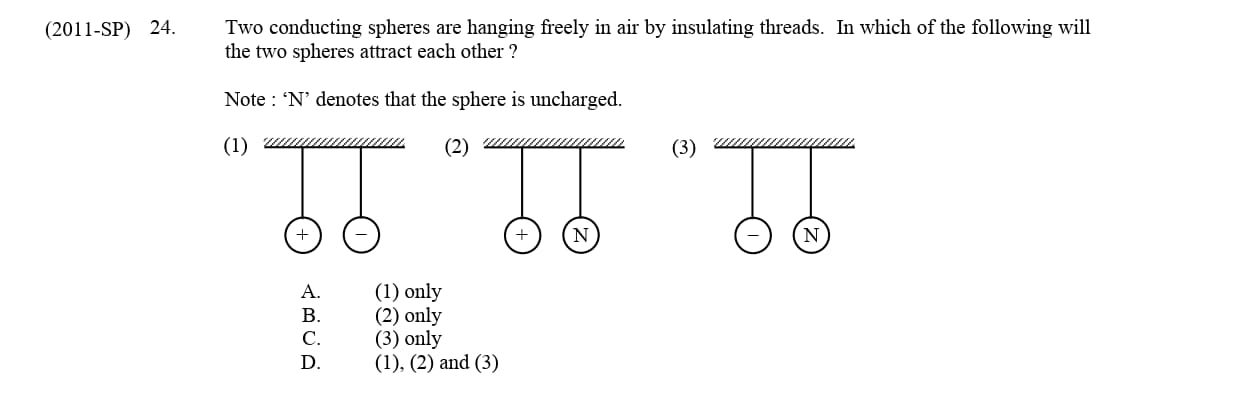 (2011-SP) 24. Two conducting spheres are hanging freely in air by insulating threads. In which of the following will
the two spheres attract each other ?
Note : ‘N’ denotes that the sphere is uncharged.
(1) (2) (3)
+ − + N − N
A. (1) only
B. (2) only
C. (3) only
D. (1), (2) and (3)